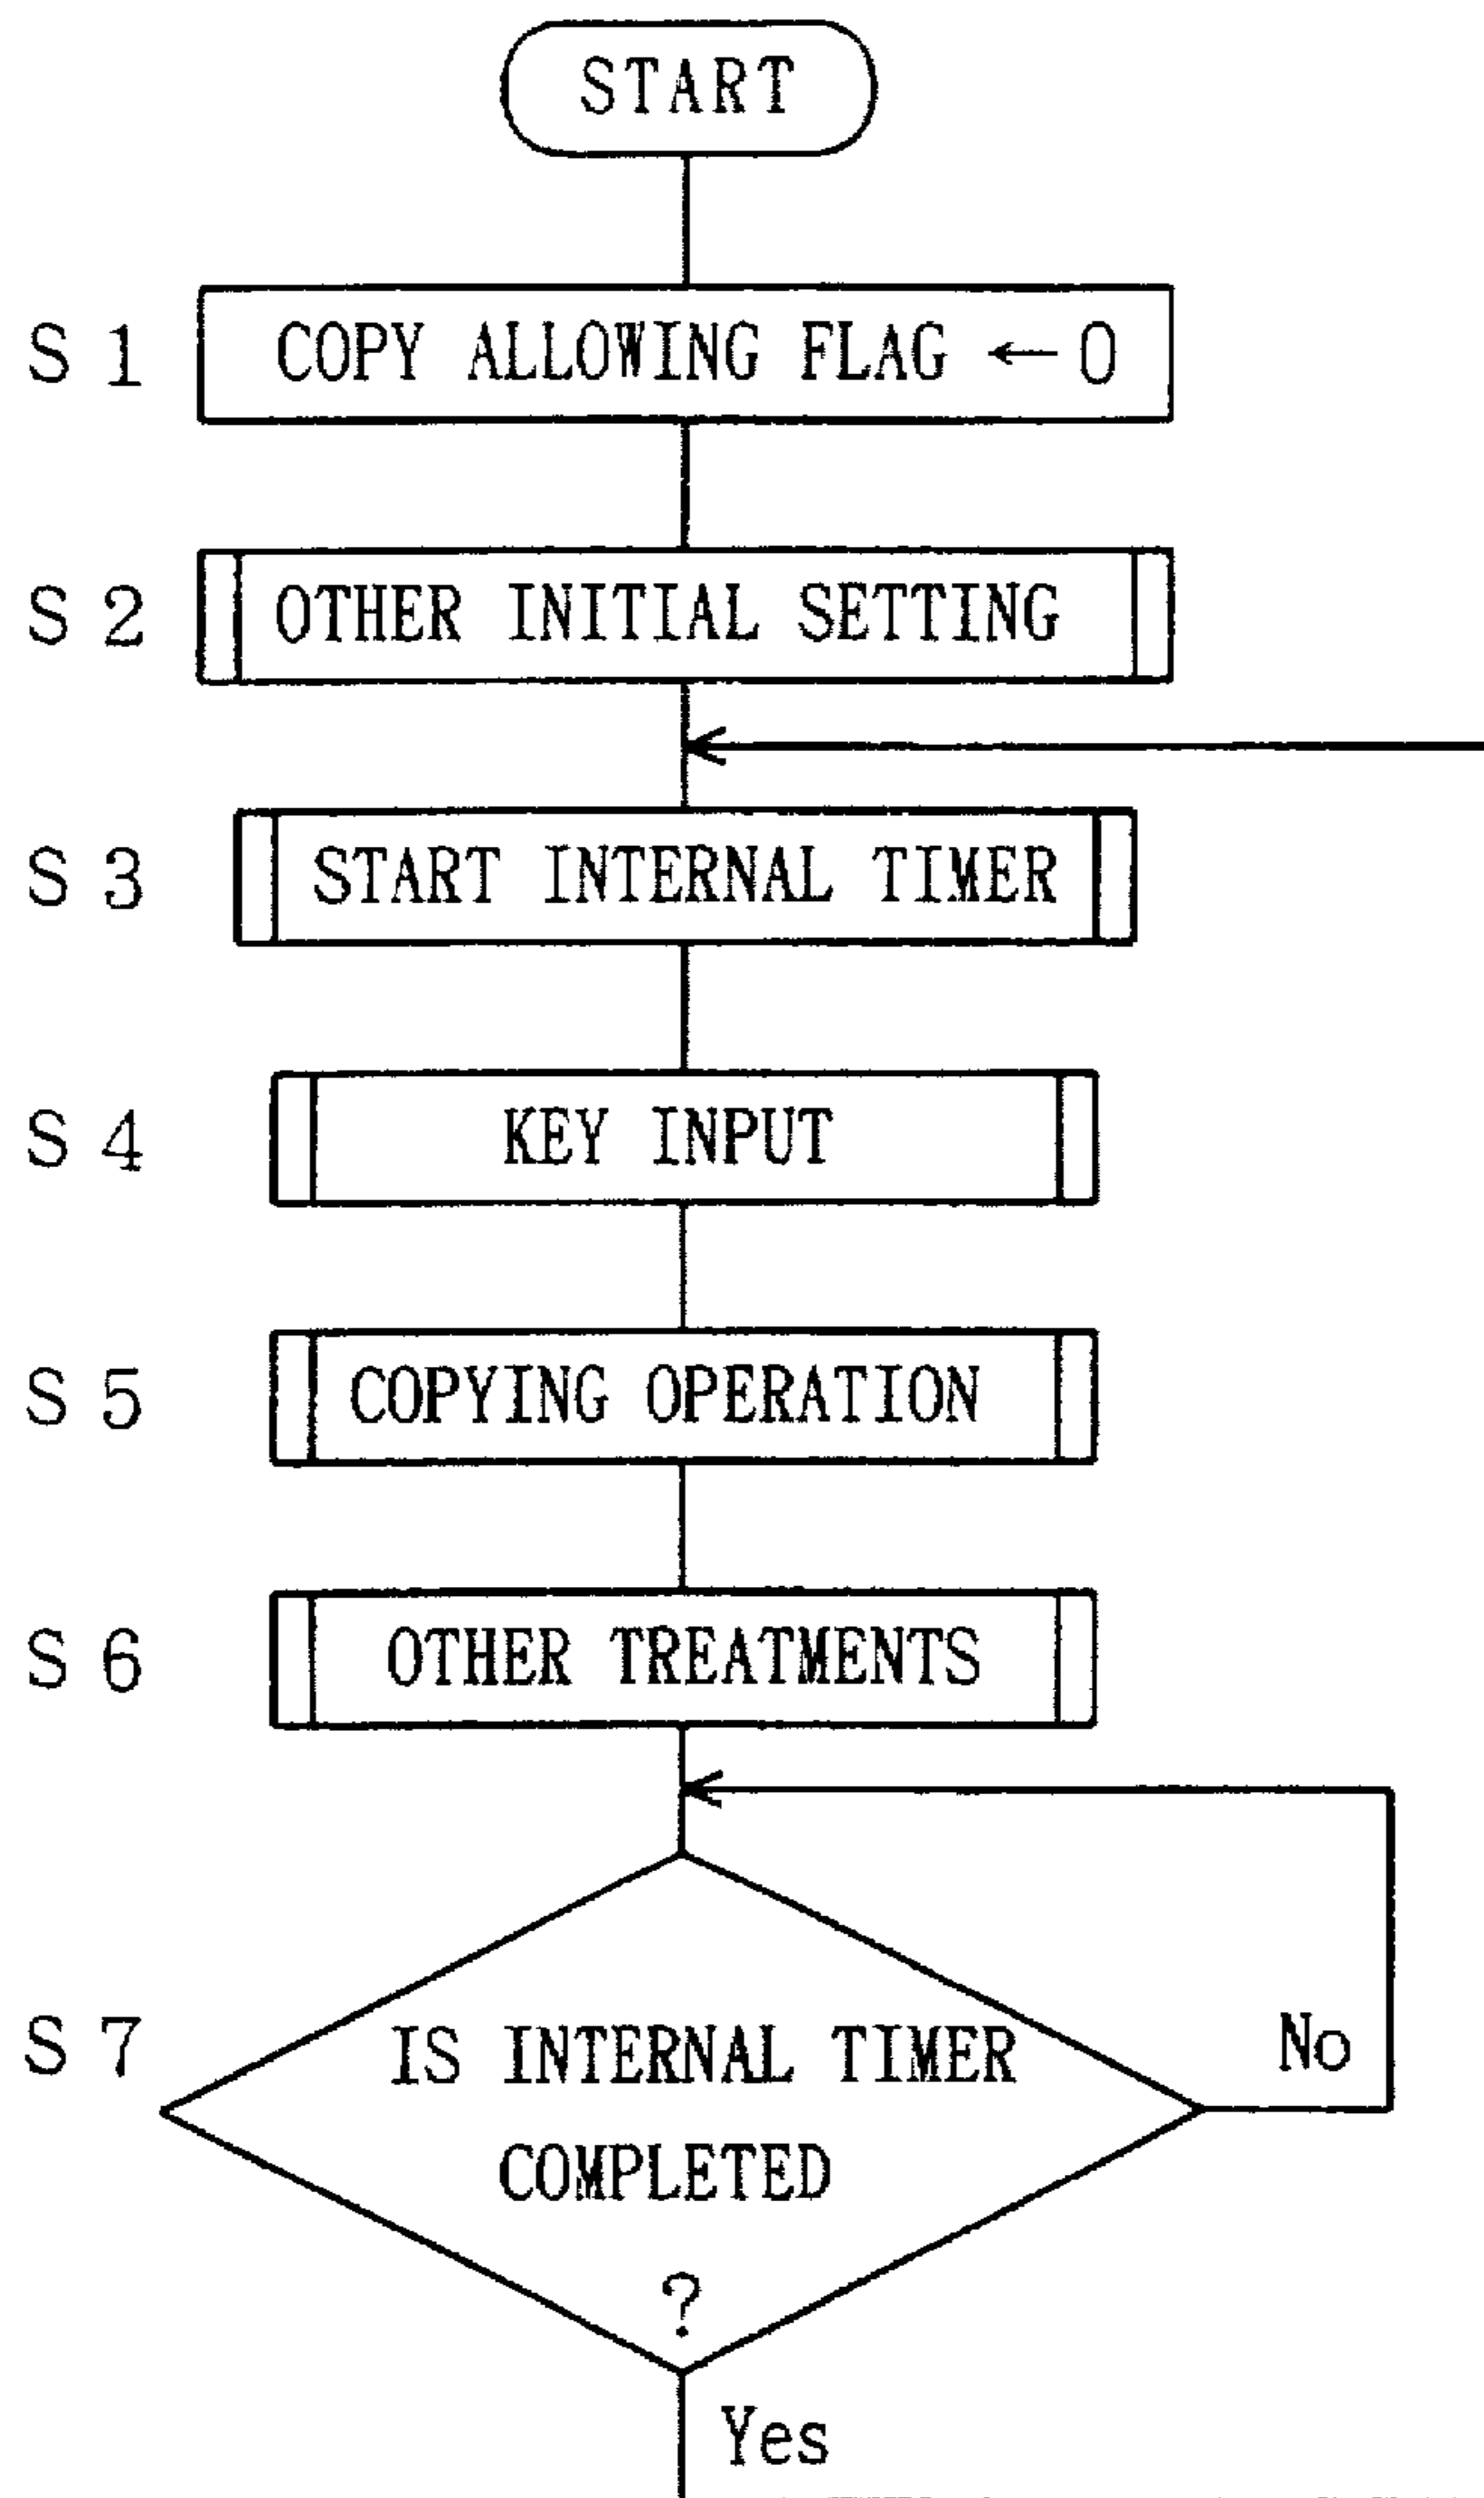 START
S 1 COPY ALLOWING FLAG ← 0
S 2 OTHER INITIAL SETTING
S 3 START INTERNAL TIMER
S 4 KEY INPUT
S 5 COPYING OPERATION
S 6 OTHER TREATMENTS
S 7 IS INTERNAL TIMER
COMPLETED
?
No
Yes